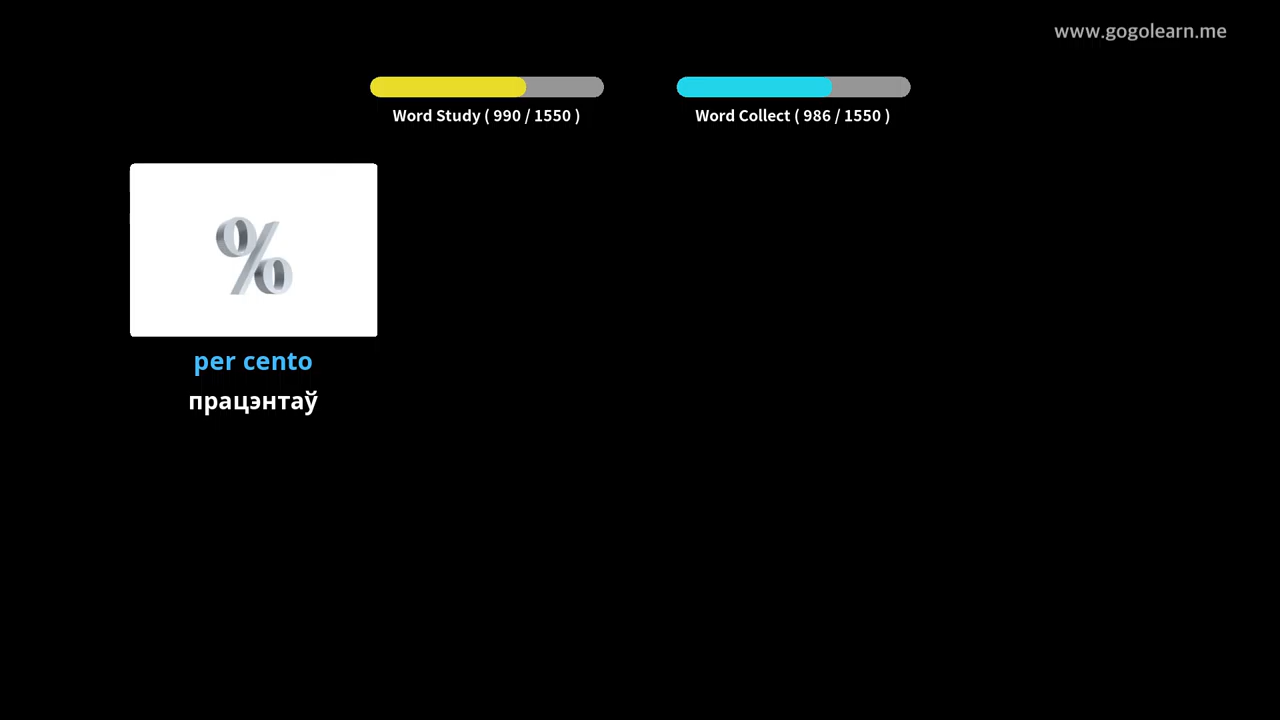 www.gogolearn.me
Word Study ( 990 / 1550 )
Word Collect ( 986 / 1550 )
%
per cento
працэнтаў